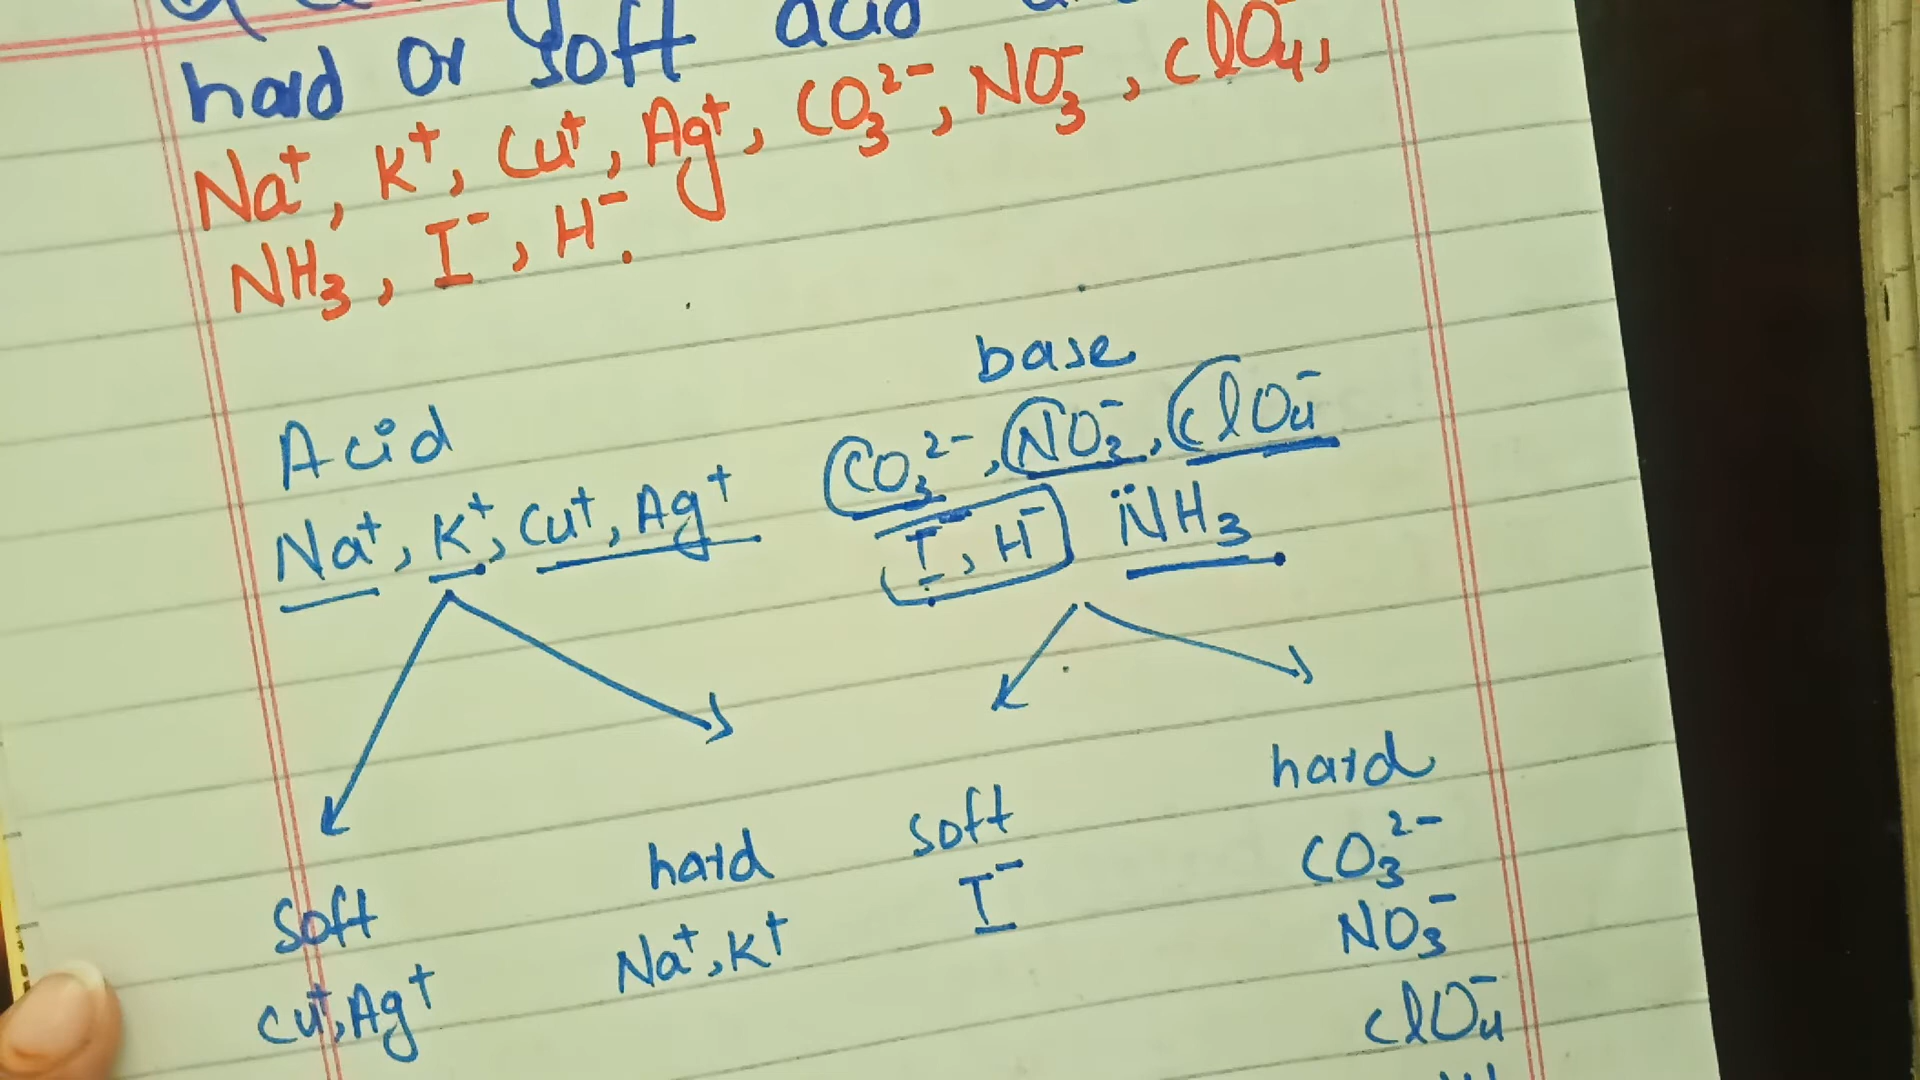 hard or soft acid
Na⁺, K⁺, Cu⁺, Ag⁺, CO₃²⁻, NO₃⁻, ClO₄⁻,
NH₃, I⁻, H⁻.
base
Acid
CO₃²⁻, NO₃⁻, ClO₄⁻
Na⁺, K⁺, Cu⁺, Ag⁺
I⁻, H⁻ N̈H₃
hard
soft
CO₃²⁻
hard
I⁻
NO₃⁻
soft
Na⁺, K⁺
ClO₄⁻
Cu⁺, Ag⁺